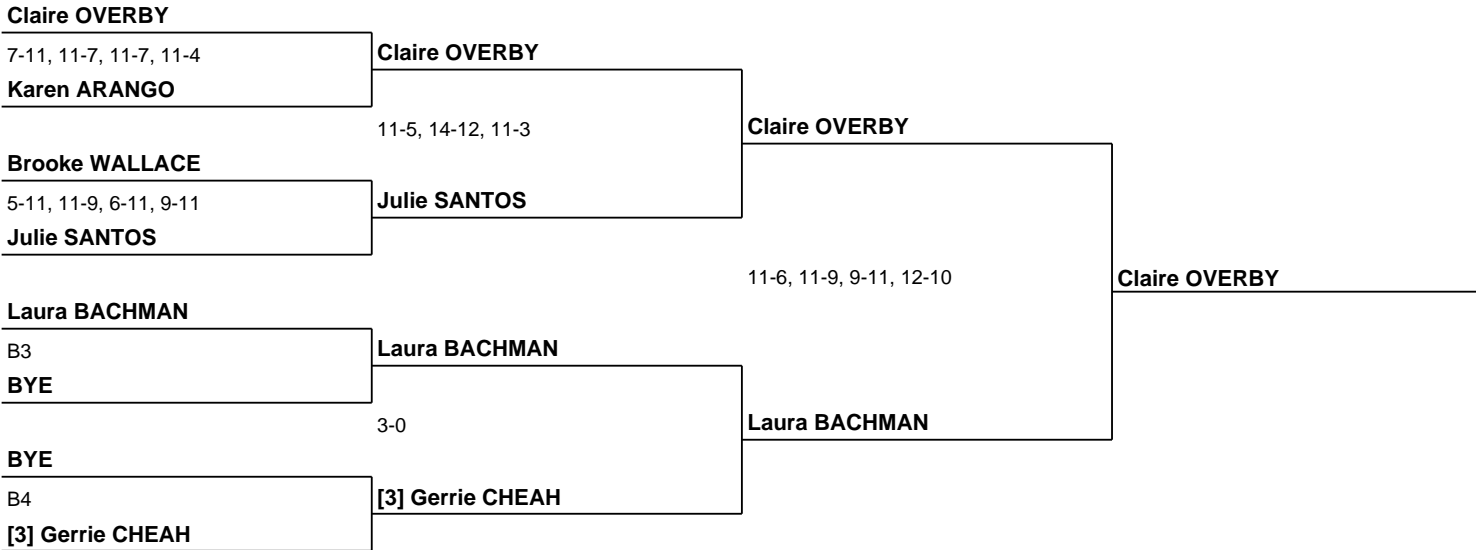 Claire OVERBY
7-11, 11-7, 11-7, 11-4
Claire OVERBY
Karen ARANGO
11-5, 14-12, 11-3
Claire OVERBY
Brooke WALLACE
5-11, 11-9, 6-11, 9-11
Julie SANTOS
Julie SANTOS
11-6, 11-9, 9-11, 12-10
Claire OVERBY
Laura BACHMAN
B3
Laura BACHMAN
BYE
3-0
Laura BACHMAN
BYE
B4
[3] Gerrie CHEAH
[3] Gerrie CHEAH